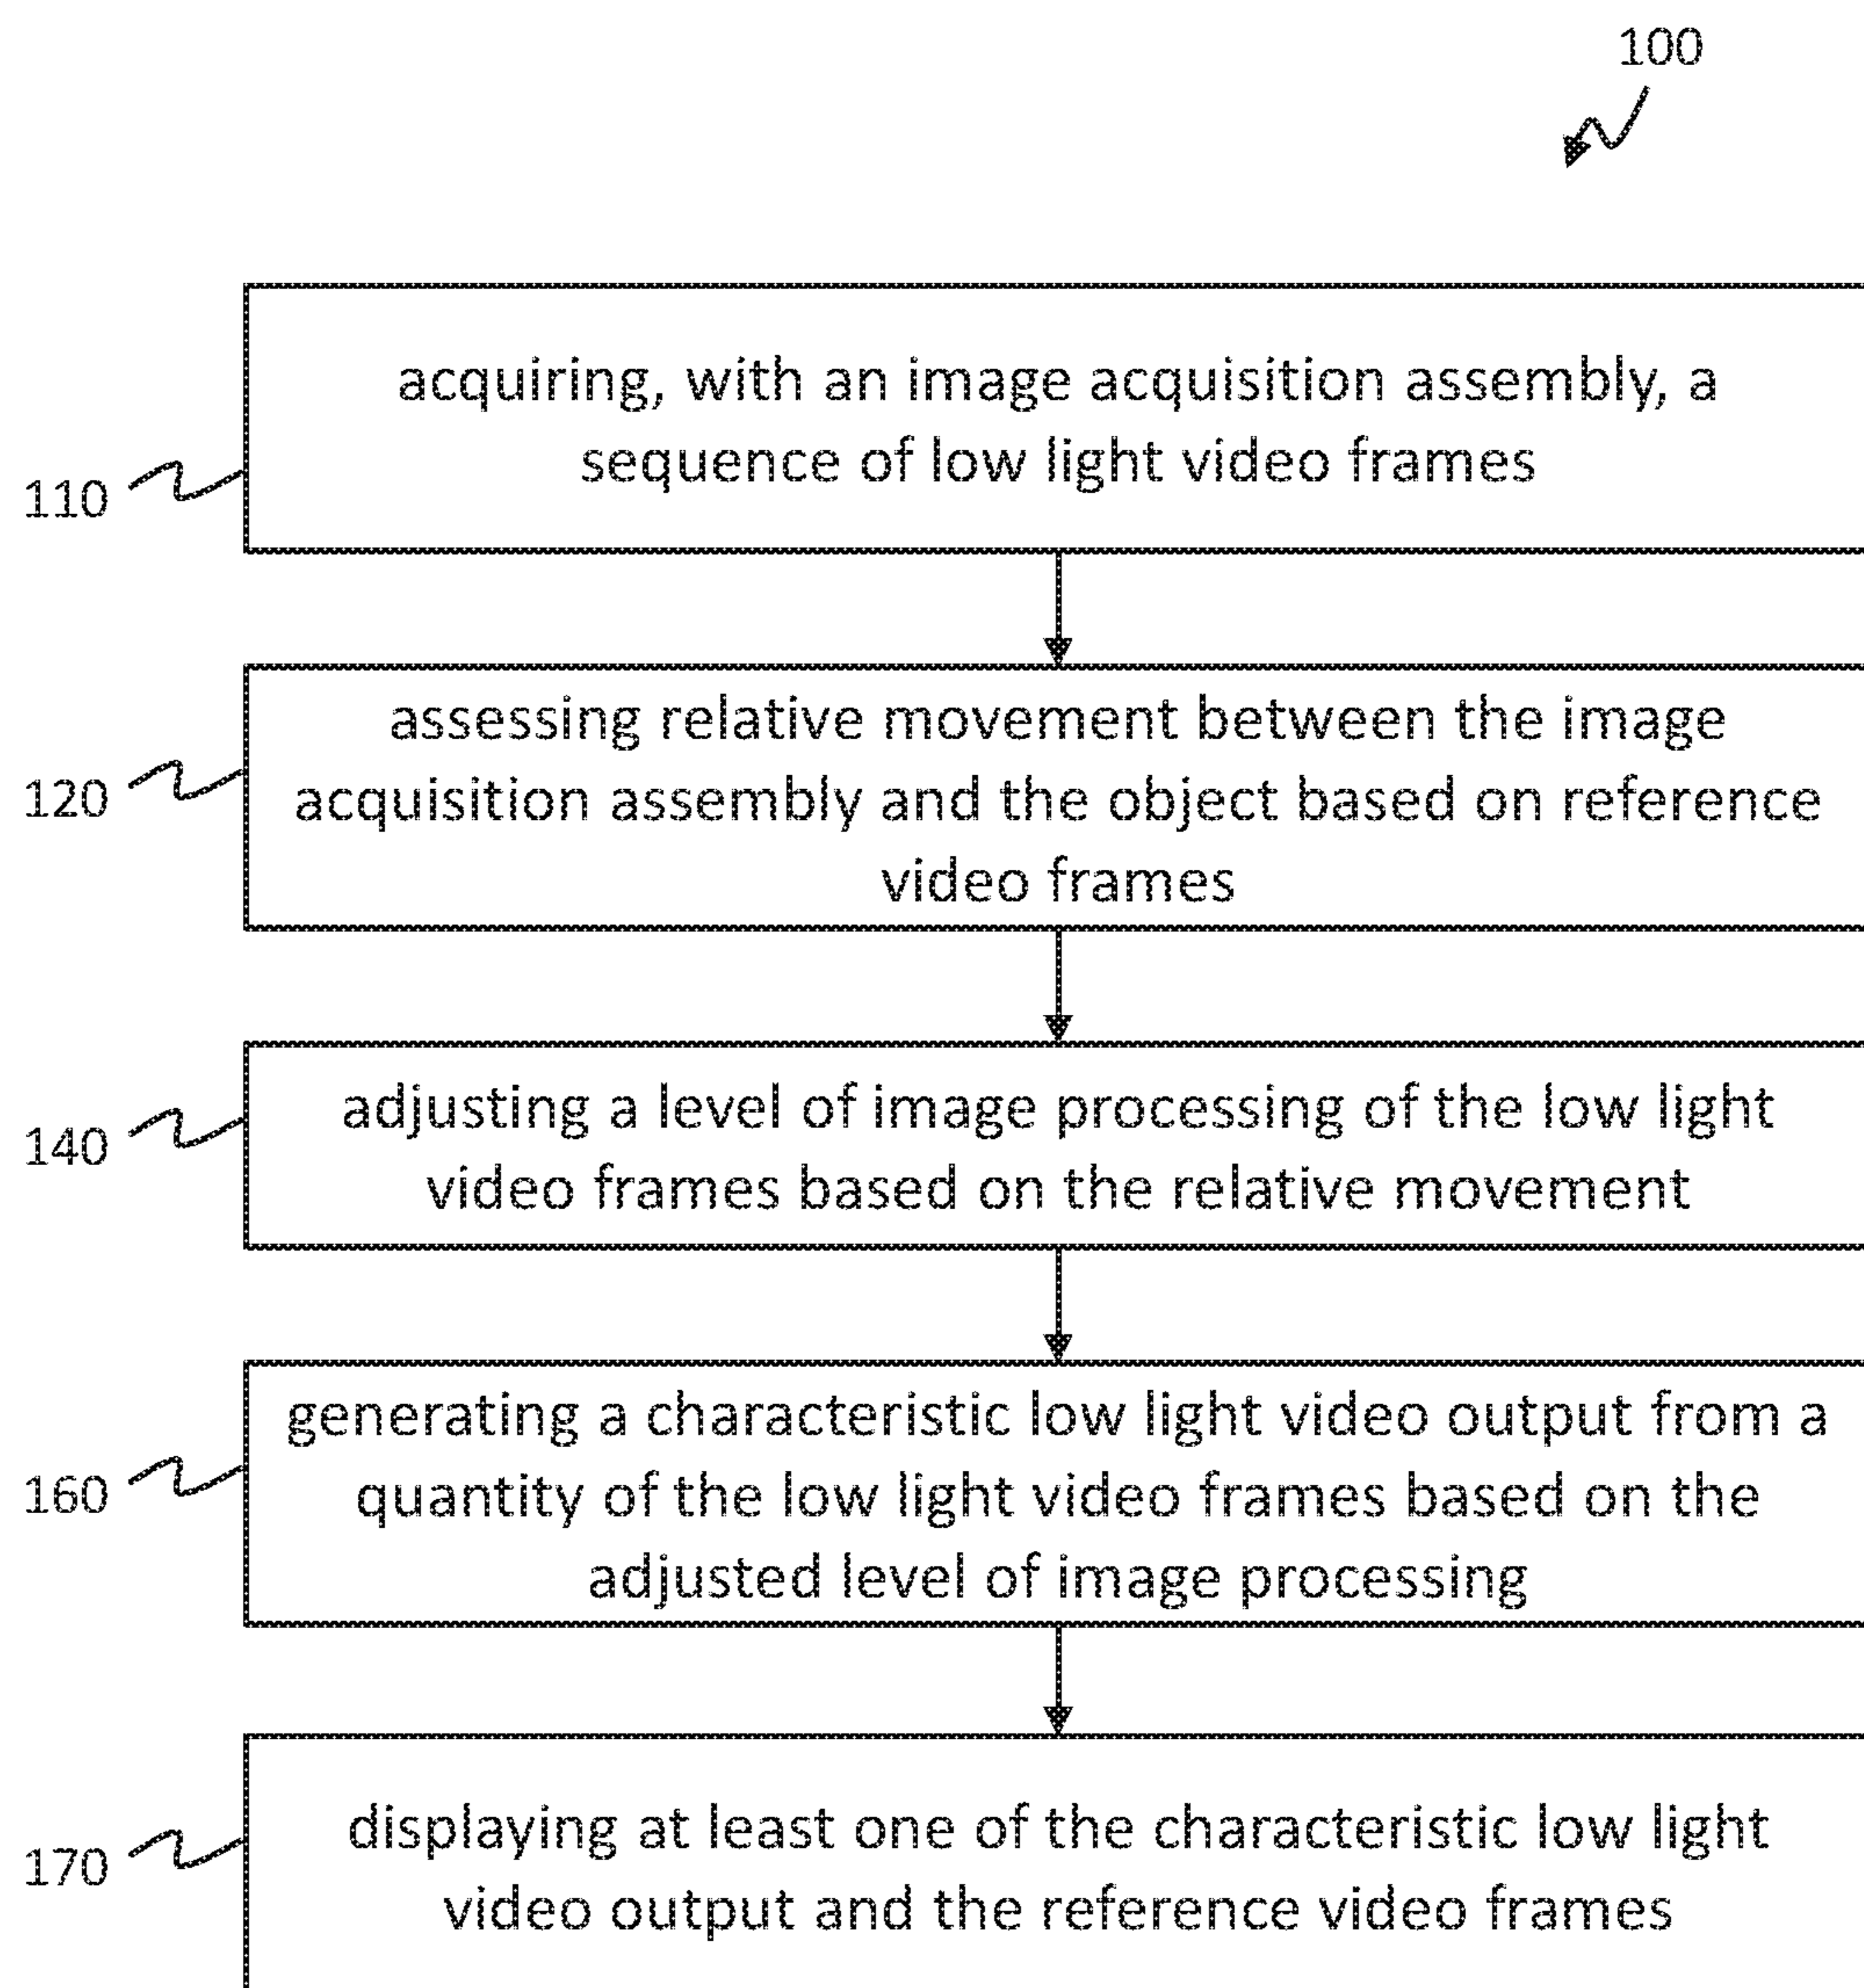 100
acquiring, with an image acquisition assembly, a
sequence of low light video frames
110
assessing relative movement between the image
acquisition assembly and the object based on reference
video frames
120
adjusting a level of image processing of the low light
video frames based on the relative movement
140
generating a characteristic low light video output from a
quantity of the low light video frames based on the
adjusted level of image processing
160
displaying at least one of the characteristic low light
video output and the reference video frames
170